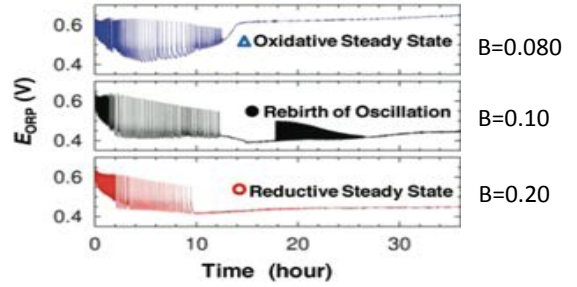 0.6
0.4
△ Oxidative Steady State
B=0.080
E_ORP (V)
0.6
0.4
● Rebirth of Oscillation
B=0.10
0.6
0.4
○ Reductive Steady State
B=0.20
0 10 20 30
Time (hour)